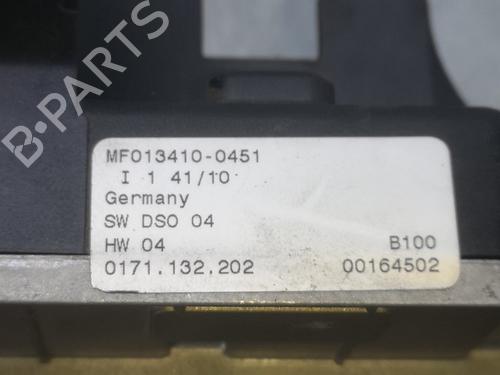 B-PARTS
MF013410-0451
I 1 41/10
Germany
SW DSO 04
HW 04 B100
0171.132.202 00164502